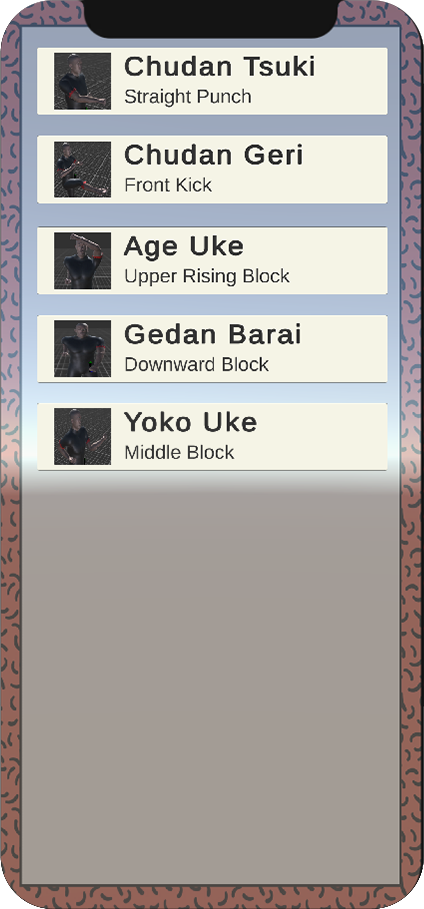 Chudan Tsuki
Straight Punch
Chudan Geri
Front Kick
Age Uke
Upper Rising Block
Gedan Barai
Downward Block
Yoko Uke
Middle Block